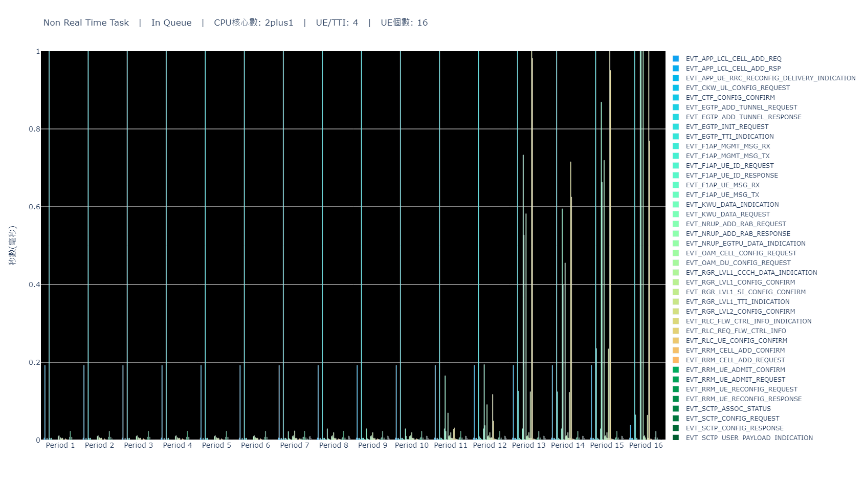 Non Real Time Task | In Queue | CPU核心數: 2plus1 | UE/TTI: 4 | UE個數: 16
1
0.8
0.6
0.4
0.2
0
秒數(毫秒)
Period 1 Period 2 Period 3 Period 4 Period 5 Period 6 Period 7 Period 8 Period 9 Period 10 Period 11 Period 12 Period 13 Period 14 Period 15 Period 16
EVT_APP_LCL_CELL_ADD_REQ
EVT_APP_LCL_CELL_ADD_RSP
EVT_APP_UE_RRC_RECONFIG_DELIVERY_INDICATION
EVT_CKW_UL_CONFIG_REQUEST
EVT_CTF_CONFIG_CONFIRM
EVT_EGTP_ADD_TUNNEL_REQUEST
EVT_EGTP_ADD_TUNNEL_RESPONSE
EVT_EGTP_INIT_REQUEST
EVT_EGTP_TTI_INDICATION
EVT_F1AP_MGMT_MSG_RX
EVT_F1AP_MGMT_MSG_TX
EVT_F1AP_UE_ID_REQUEST
EVT_F1AP_UE_ID_RESPONSE
EVT_F1AP_UE_MSG_RX
EVT_F1AP_UE_MSG_TX
EVT_KWU_DATA_INDICATION
EVT_KWU_DATA_REQUEST
EVT_NRUP_ADD_RAB_REQUEST
EVT_NRUP_ADD_RAB_RESPONSE
EVT_NRUP_EGTPU_DATA_INDICATION
EVT_OAM_CELL_CONFIG_REQUEST
EVT_OAM_DU_CONFIG_REQUEST
EVT_RGR_LVL1_CCCH_DATA_INDICATION
EVT_RGR_LVL1_CONFIG_CONFIRM
EVT_RGR_LVL1_SI_CONFIG_CONFIRM
EVT_RGR_LVL1_TTI_INDICATION
EVT_RGR_LVL2_CONFIG_CONFIRM
EVT_RLC_FLW_CTRL_INFO_INDICATION
EVT_RLC_REQ_FLW_CTRL_INFO
EVT_RLC_UE_CONFIG_CONFIRM
EVT_RRM_CELL_ADD_CONFIRM
EVT_RRM_CELL_ADD_REQUEST
EVT_RRM_UE_ADMIT_CONFIRM
EVT_RRM_UE_ADMIT_REQUEST
EVT_RRM_UE_RECONFIG_REQUEST
EVT_RRM_UE_RECONFIG_RESPONSE
EVT_SCTP_ASSOC_STATUS
EVT_SCTP_CONFIG_REQUEST
EVT_SCTP_CONFIG_RESPONSE
EVT_SCTP_USER_PAYLOAD_INDICATION